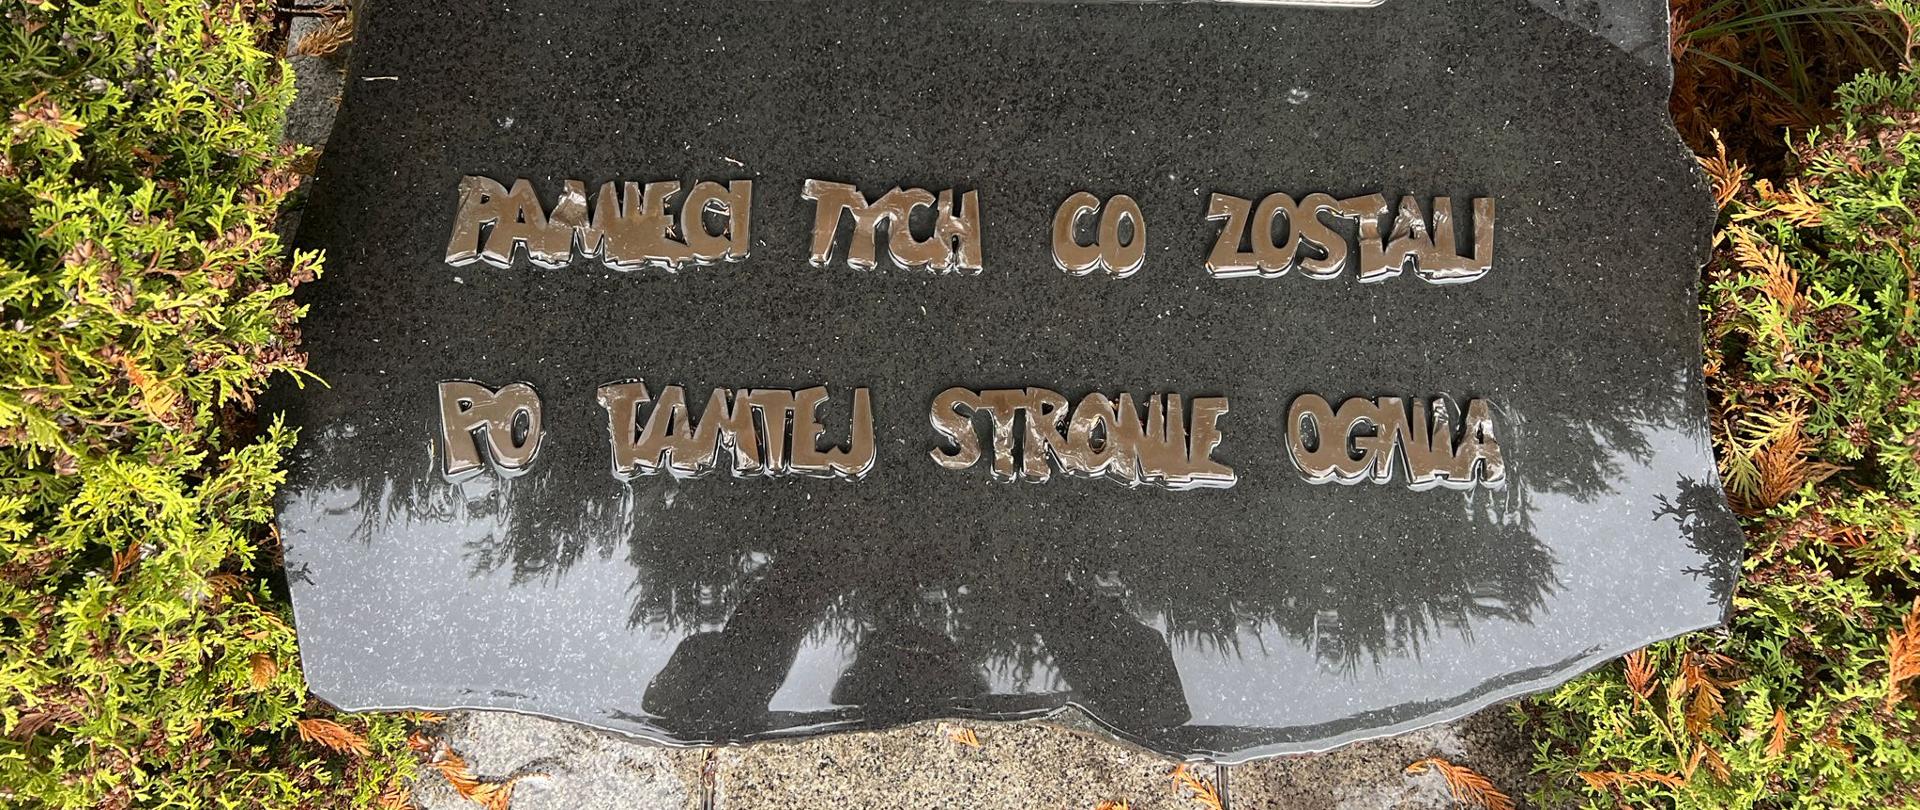 PAMIĘCI TYCH CO ZOSTALI
PO TAMTEJ STRONIE OGNIA